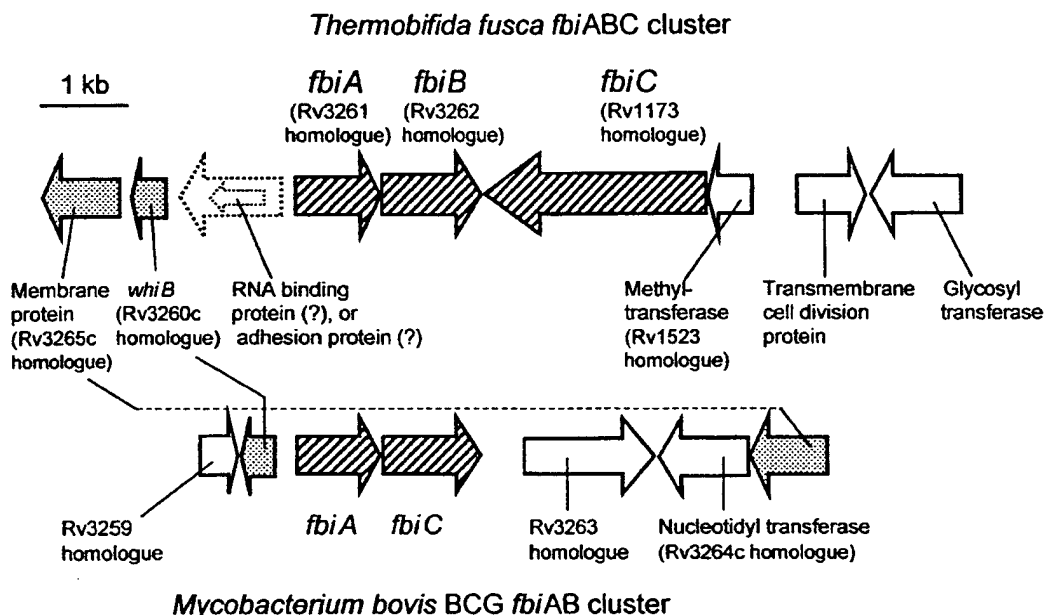 Thermobifida fusca fbiABC cluster
1 kb
fbiA
(Rv3261
homologue)
fbiB
(Rv3262
homologue)
fbiC
(Rv1173
homologue)
Membrane
protein
(Rv3265c
homologue)
whiB
(Rv3260c
homologue)
RNA binding
protein (?), or
adhesion protein (?)
Methyl-
transferase
(Rv1523
homologue)
Transmembrane
cell division
protein
Glycosyl
transferase
Rv3259
homologue
fbiA
fbiC
Rv3263
homologue
Nucleotidyl transferase
(Rv3264c homologue)
Mycobacterium bovis BCG fbiAB cluster